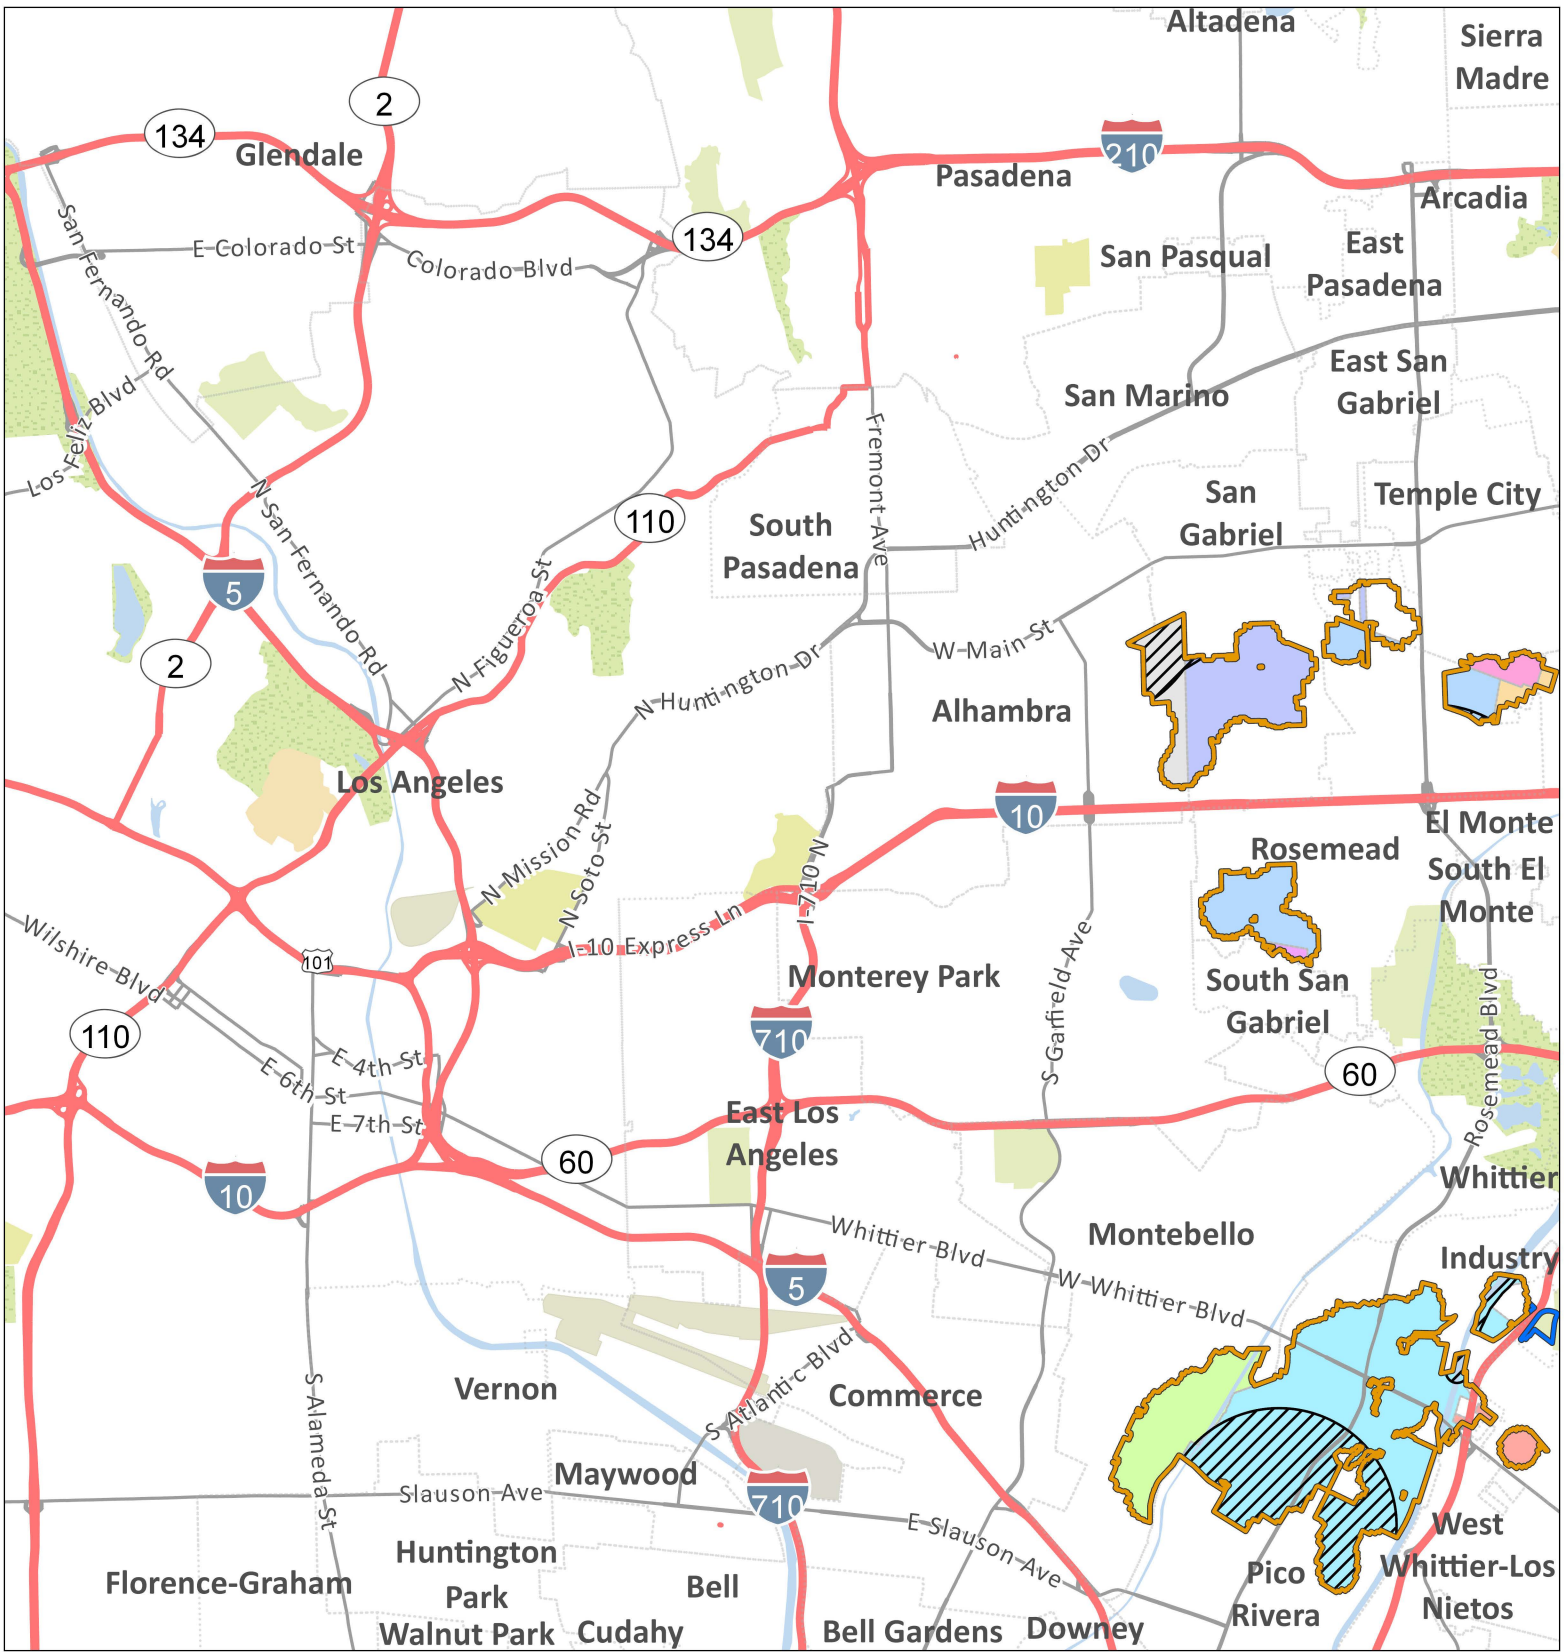 Altadena
Sierra
Madre
2
134
Glendale
210
Pasadena
Arcadia
San Fernando Rd
E Colorado St
Colorado Blvd
134
San Pasqual
East
Pasadena
Los Feliz Blvd
East San
Gabriel
San Marino
Fremont Ave
Huntington Dr
N San Fernando Rd
110
South
Pasadena
San
Gabriel
Temple City
5
2
N Figueroa St
W Main St
N Huntington Dr
Alhambra
Los Angeles
10
N Mission Rd
N Soto St
I-710 N
El Monte
Rosemead
South El
Monte
Wilshire Blvd
I-10 Express Ln
101
Monterey Park
S Garfield Ave
South San
Gabriel
Rosemead Blvd
110
710
E 4th St
E 6th St
E 7th St
60
East Los
Angeles
60
10
Whittier
Whittier Blvd
Montebello
Industry
5
W Whittier Blvd
S Alameda St
Vernon
S Atlantic Blvd
Commerce
Maywood
Slauson Ave
710
E Slauson Ave
West
Whittier-Los
Nietos
Huntington
Park
Florence-Graham
Bell
Pico
Rivera
Walnut Park
Cudahy
Bell Gardens
Downey